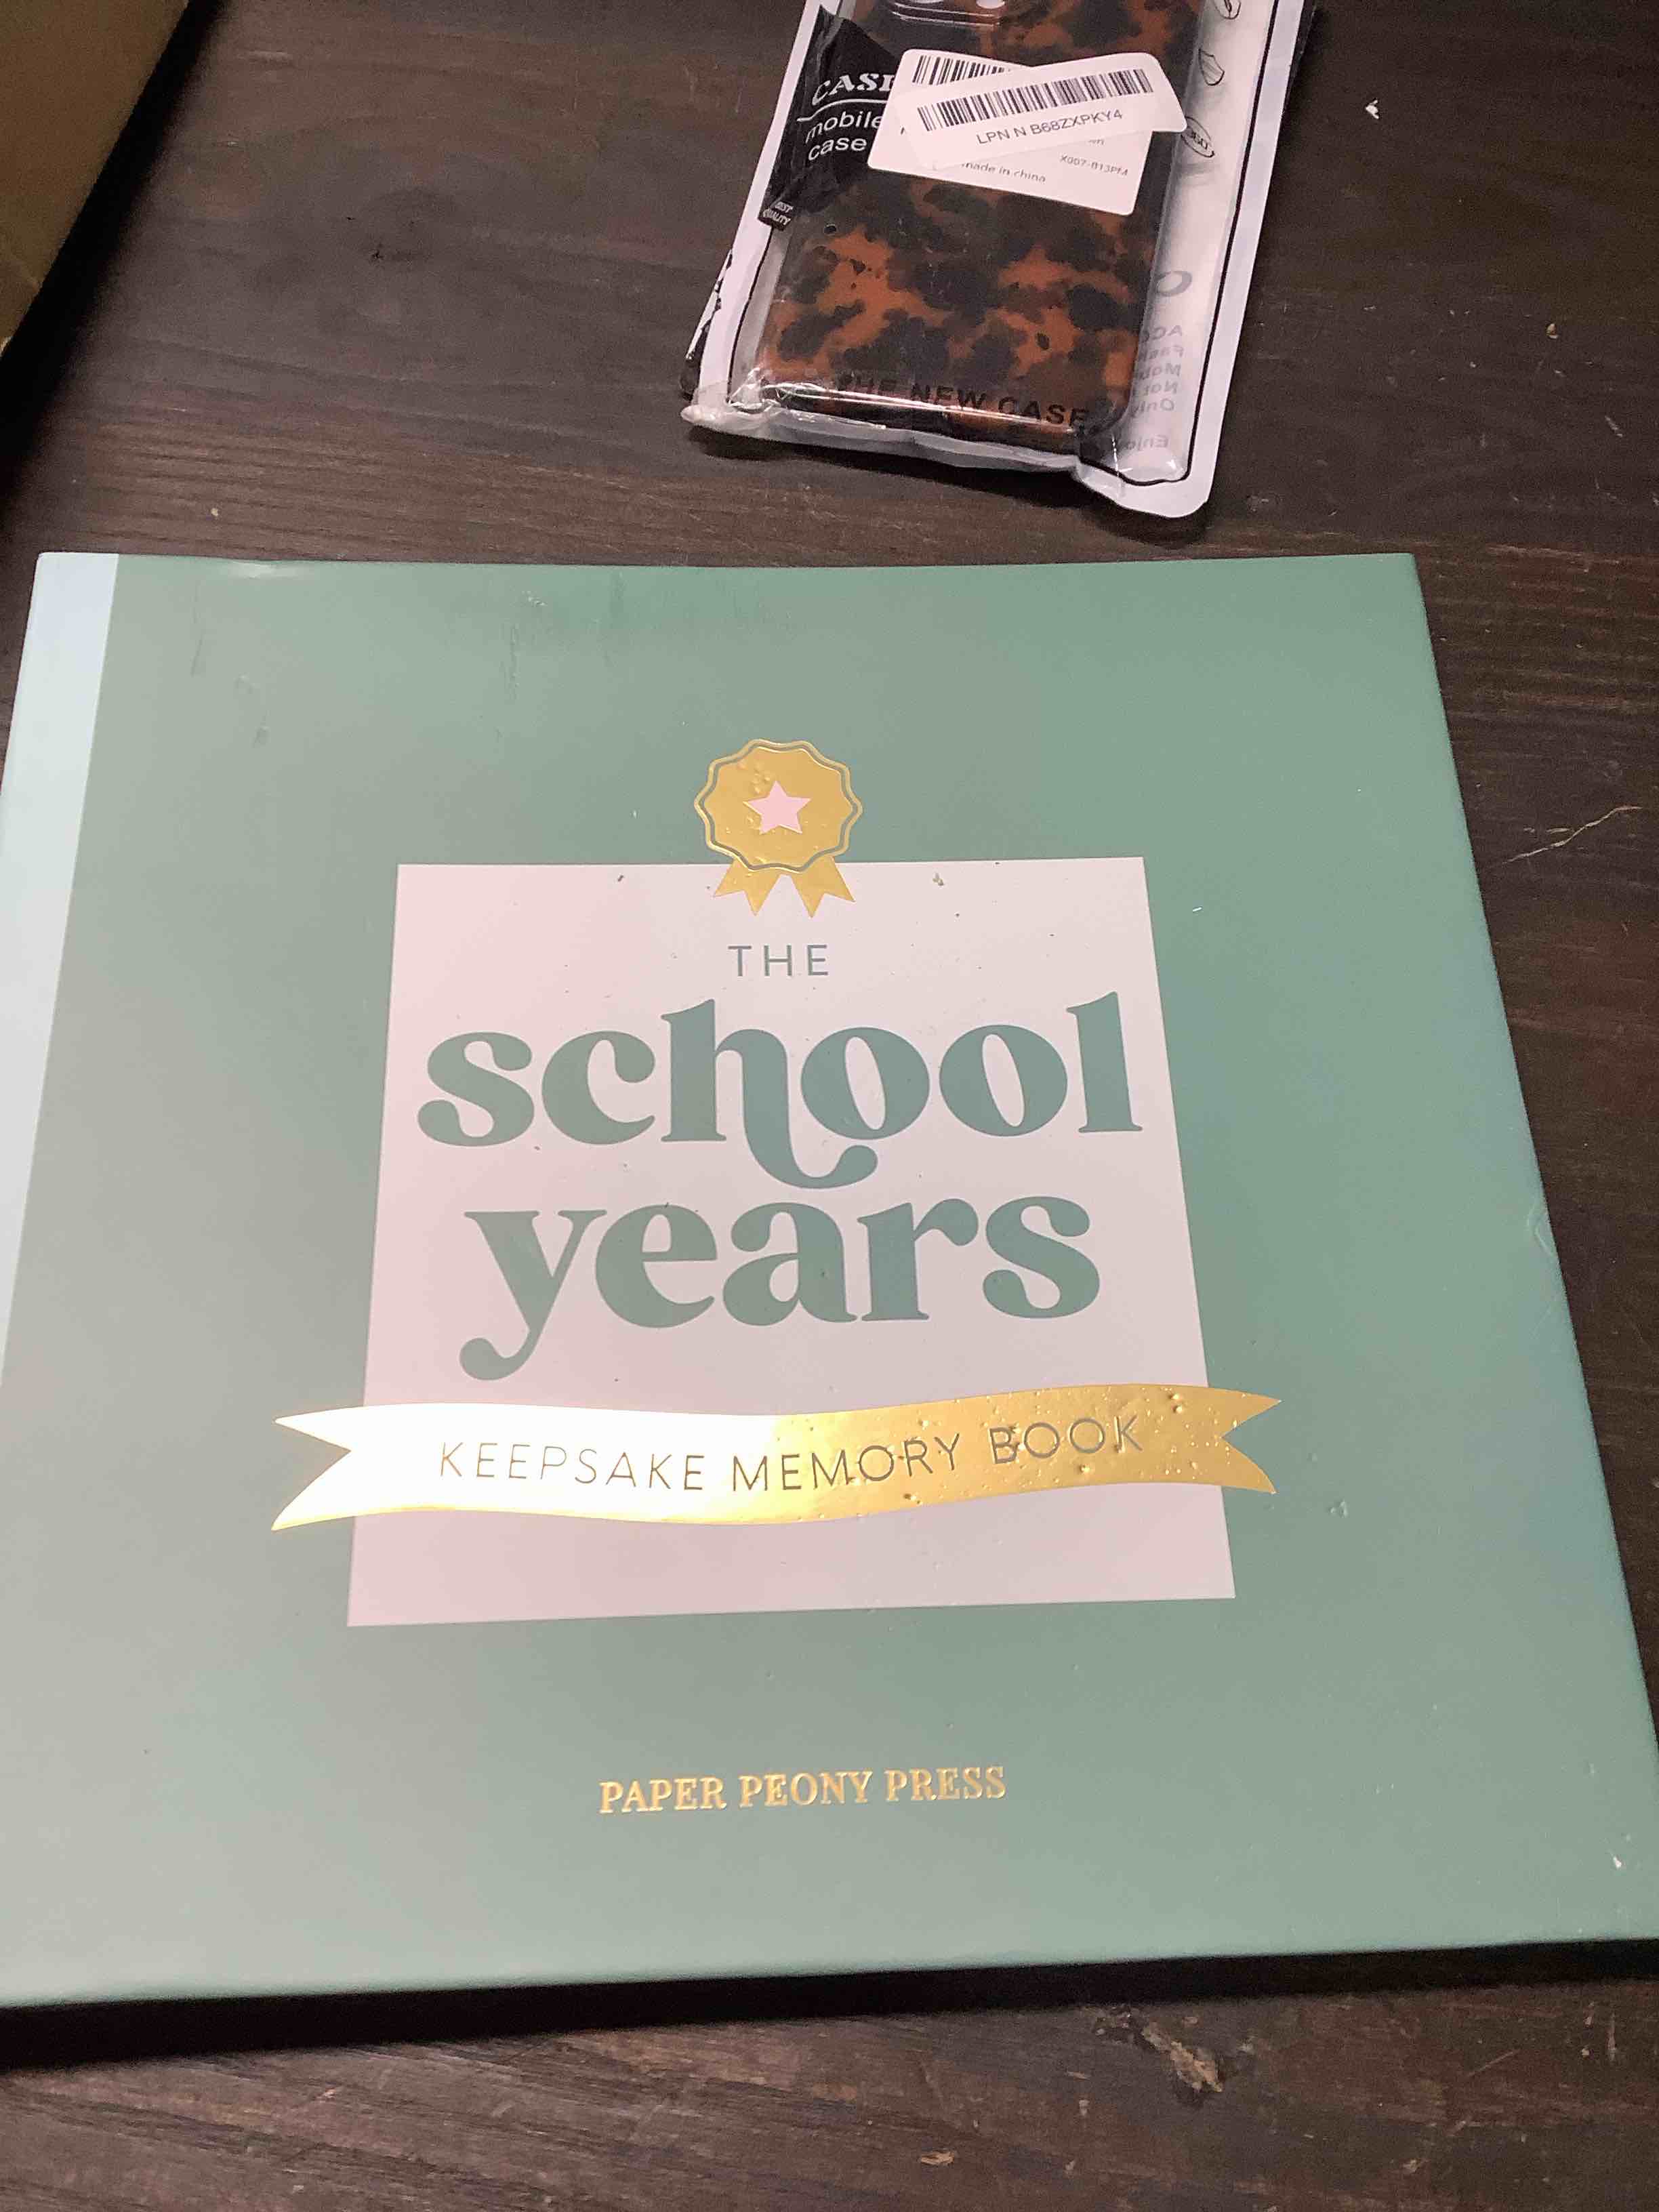 CASE
mobile
case
LPN N B68ZXPKY4
made in china
X007-B13PM
THE NEW CASE
THE
school
years
KEEPSAKE MEMORY BOOK
PAPER PEONY PRESS